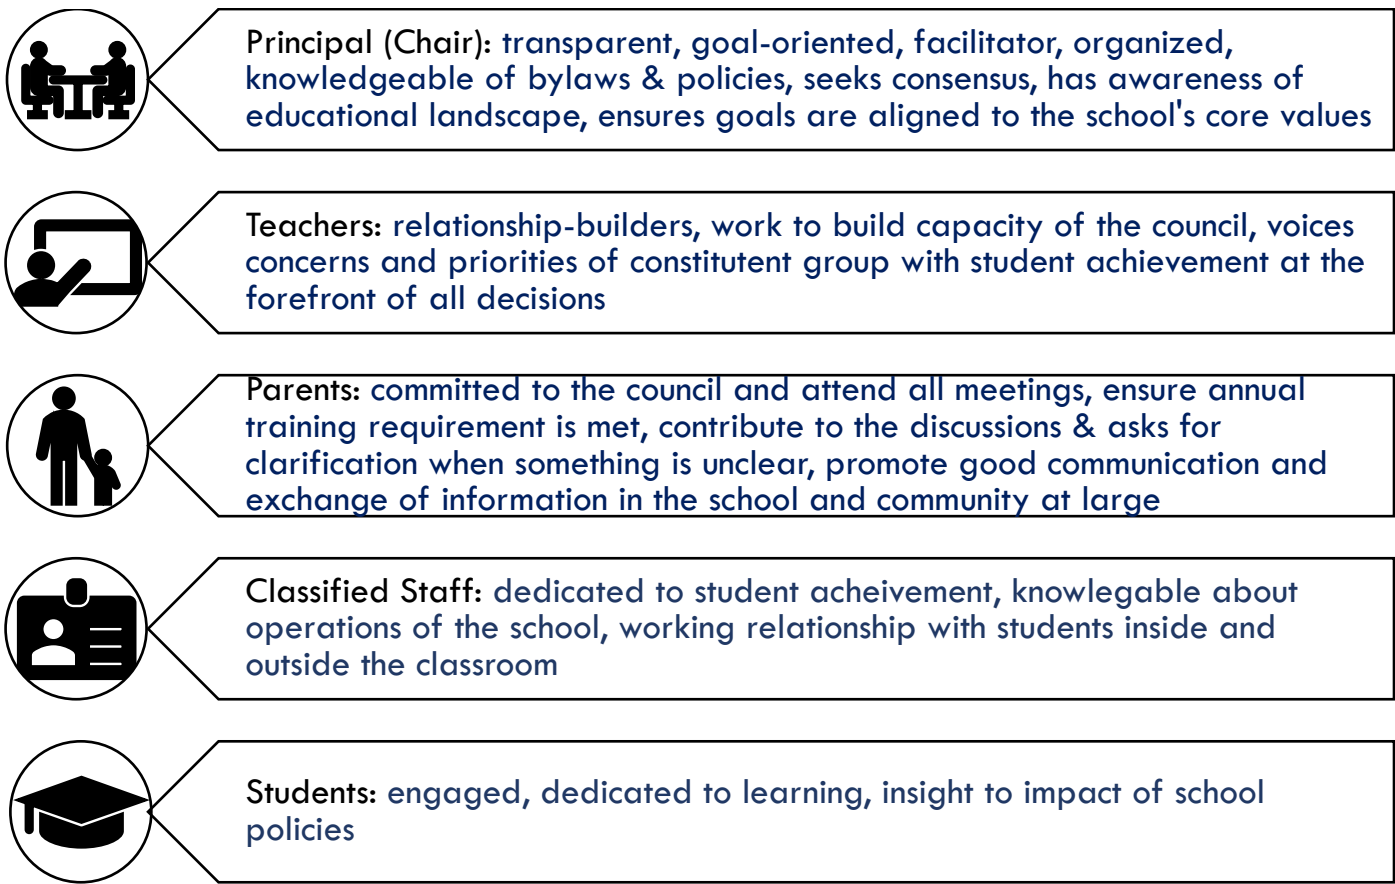 Principal (Chair): transparent, goal-oriented, facilitator, organized,
knowledgeable of bylaws & policies, seeks consensus, has awareness of
educational landscape, ensures goals are aligned to the school's core values
Teachers: relationship-builders, work to build capacity of the council, voices
concerns and priorities of constitutent group with student achievement at the
forefront of all decisions
Parents: committed to the council and attend all meetings, ensure annual
training requirement is met, contribute to the discussions & asks for
clarification when something is unclear, promote good communication and
exchange of information in the school and community at large
Classified Staff: dedicated to student acheivement, knowlegable about
operations of the school, working relationship with students inside and
outside the classroom
Students: engaged, dedicated to learning, insight to impact of school
policies